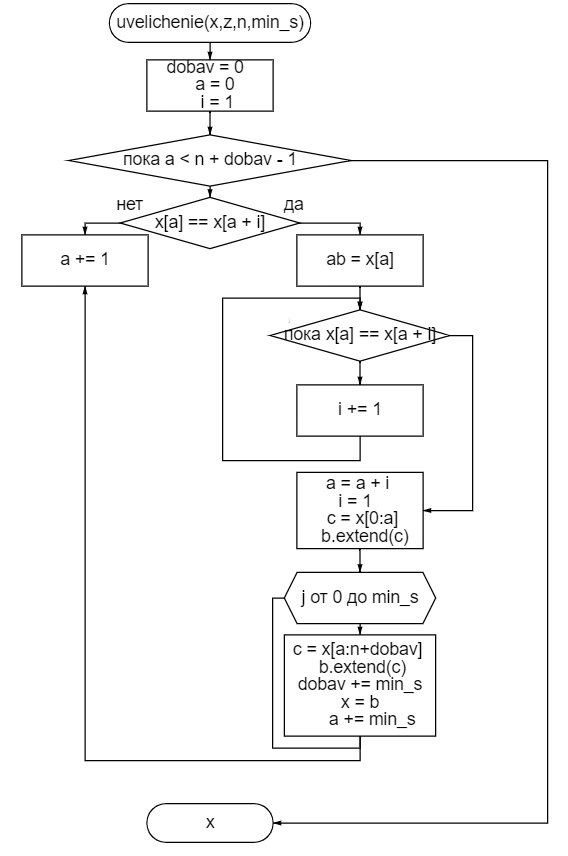 uvelichenie(x,z,n,min_s)
dobav = 0
a = 0
i = 1
пока a < n + dobav - 1
нет
да
x[a] == x[a + i]
a += 1
ab = x[a]
пока x[a] == x[a + i]
i += 1
a = a + i
i = 1
c = x[0:a]
b.extend(c)
j от 0 до min_s
c = x[a:n+dobav]
b.extend(c)
dobav += min_s
x = b
a += min_s
x